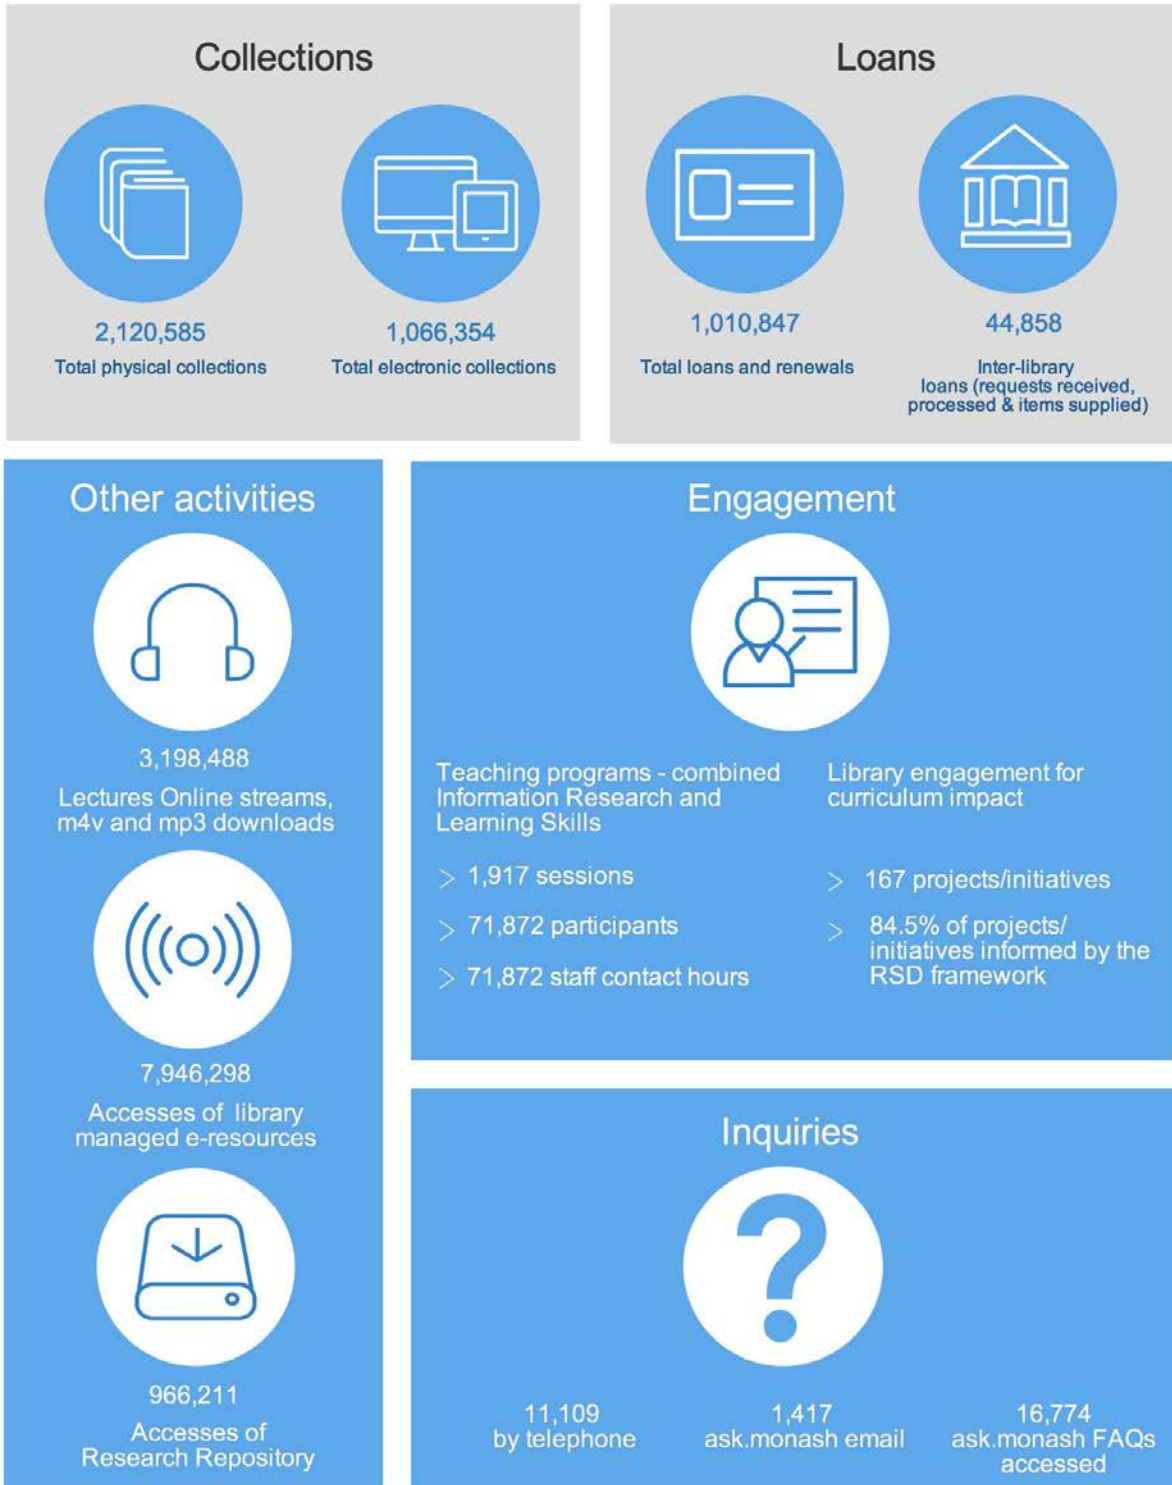 Collections
2,120,585
Total physical collections
1,066,354
Total electronic collections
Loans
1,010,847
Total loans and renewals
44,858
Inter-library
loans (requests received,
processed & items supplied)
Other activities
3,198,488
Lectures Online streams,
m4v and mp3 downloads
7,946,298
Accesses of library
managed e-resources
966,211
Accesses of
Research Repository
Engagement
Teaching programs - combined
Information Research and
Learning Skills
> 1,917 sessions
> 71,872 participants
> 71,872 staff contact hours
Library engagement for
curriculum impact
> 167 projects/initiatives
> 84.5% of projects/
initiatives informed by the
RSD framework
Inquiries
?
11,109
by telephone
1,417
ask.monash email
16,774
ask.monash FAQs
accessed